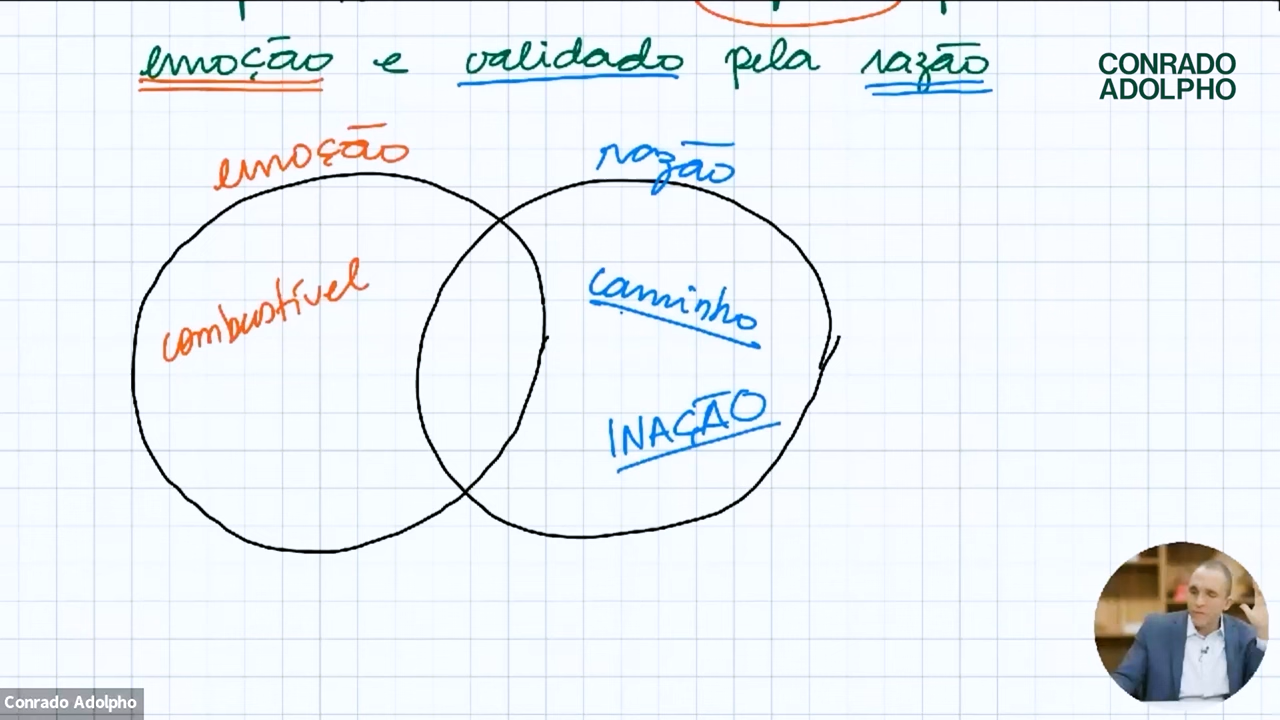 emoção e validado pela razão
CONRADO
ADOLPHO
emoção
razão
combustível
caminho
INAÇÃO
Conrado Adolpho